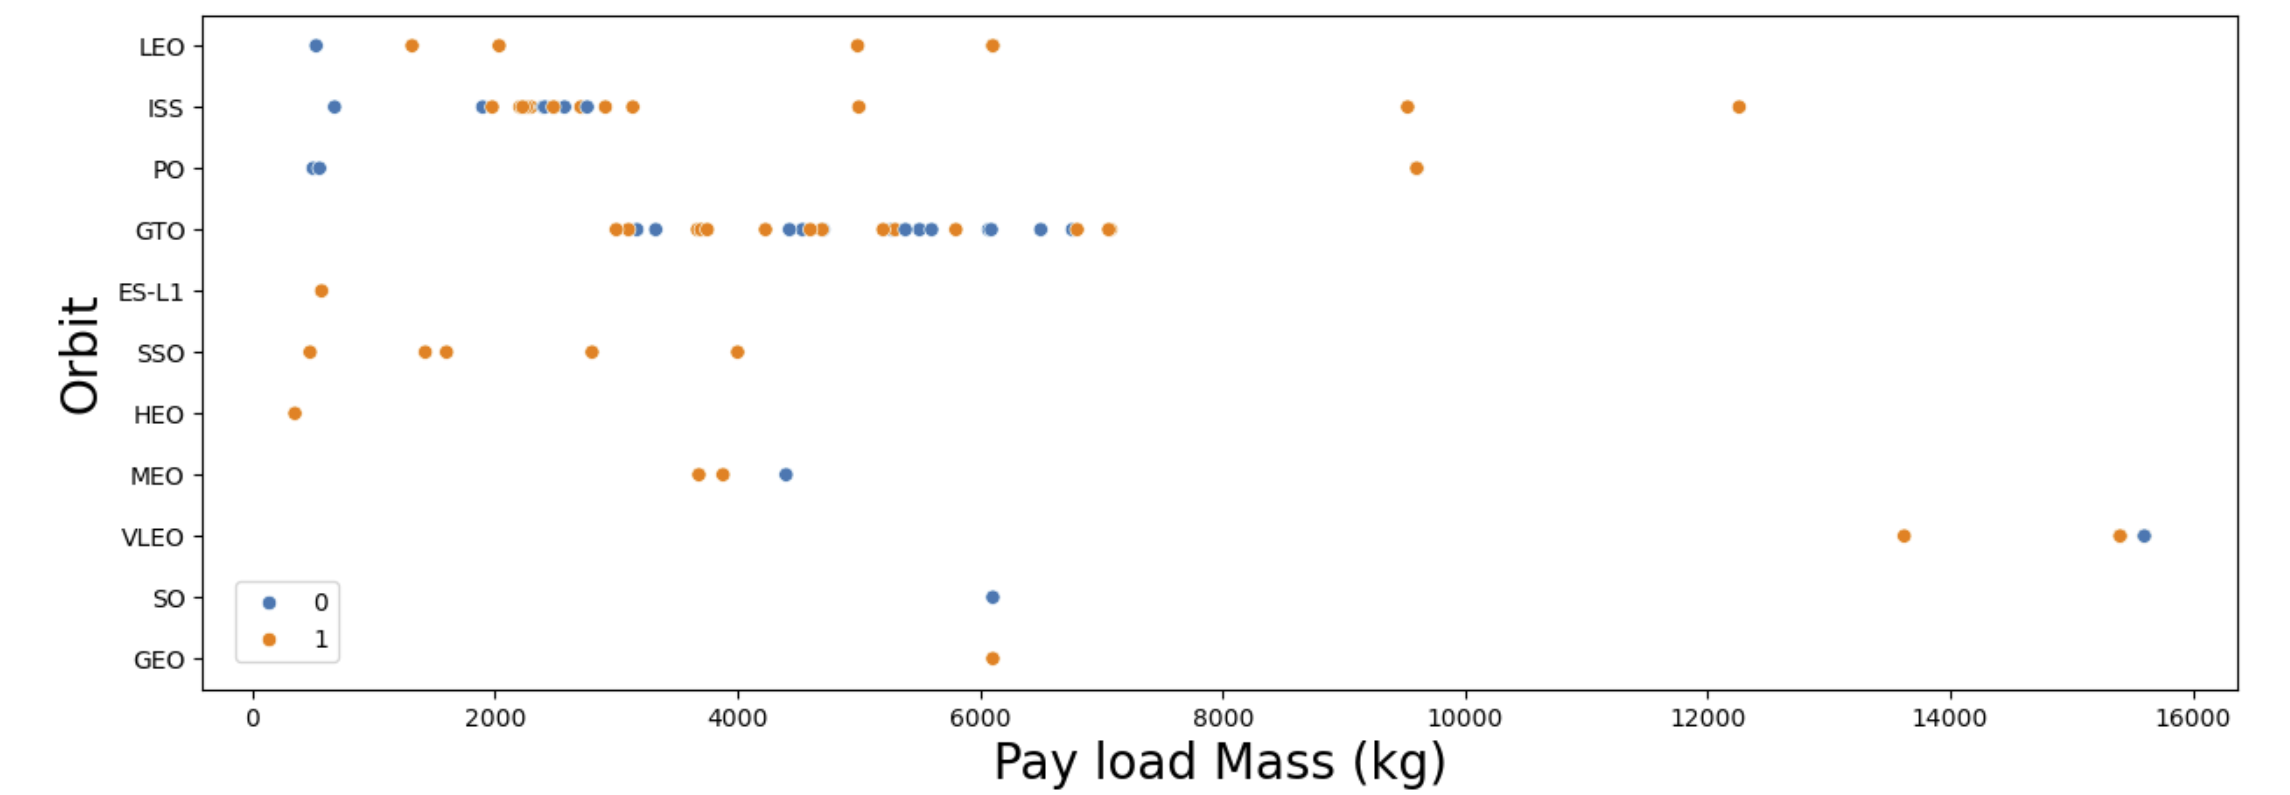 LEO
ISS
PO
GTO
ES-L1
SSO
HEO
MEO
VLEO
SO
GEO
Orbit
0
1
0 2000 4000 6000 8000 10000 12000 14000 16000
Pay load Mass (kg)